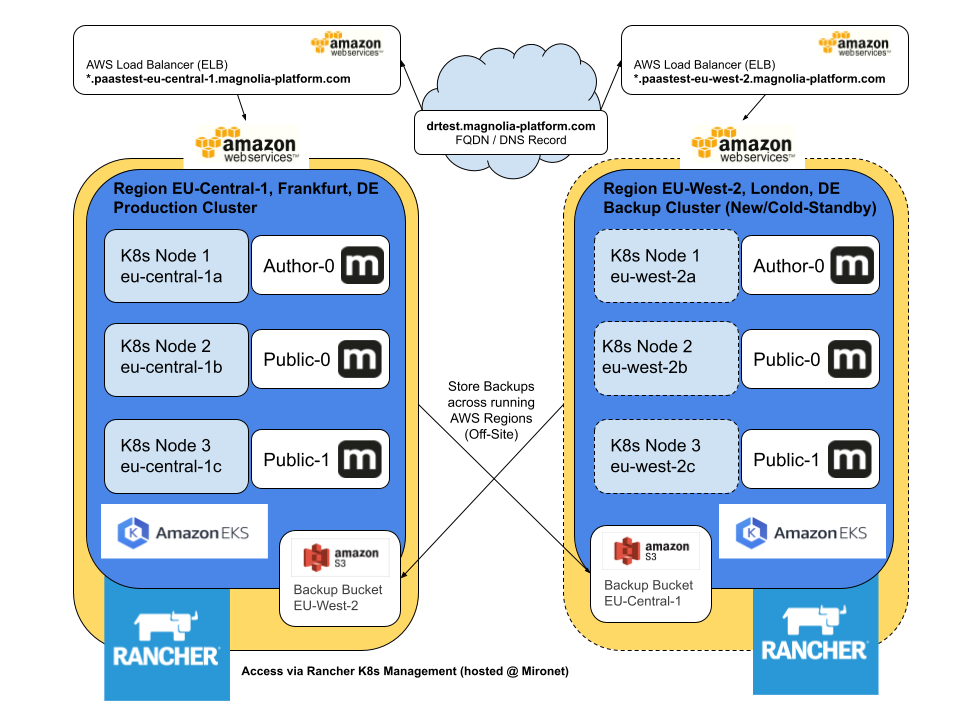 amazon
webservices™
AWS Load Balancer (ELB)
*.paastest-eu-central-1.magnolia-platform.com
amazon
webservices™
AWS Load Balancer (ELB)
*.paastest-eu-west-2.magnolia-platform.com
drtest.magnolia-platform.com
FQDN / DNS Record
amazon
webservices™
Region EU-Central-1, Frankfurt, DE
Production Cluster
K8s Node 1
eu-central-1a
Author-0
m
K8s Node 2
eu-central-1b
Public-0
m
K8s Node 3
eu-central-1c
Public-1
m
K
Amazon EKS
amazon
S3
Backup Bucket
EU-West-2
RANCHER
Store Backups
across running
AWS Regions
(Off-Site)
amazon
webservices™
Region EU-West-2, London, DE
Backup Cluster (New/Cold-Standby)
K8s Node 1
eu-west-2a
Author-0
m
K8s Node 2
eu-west-2b
Public-0
m
K8s Node 3
eu-west-2c
Public-1
m
K
Amazon EKS
amazon
S3
Backup Bucket
EU-Central-1
RANCHER
Access via Rancher K8s Management (hosted @ Mironet)